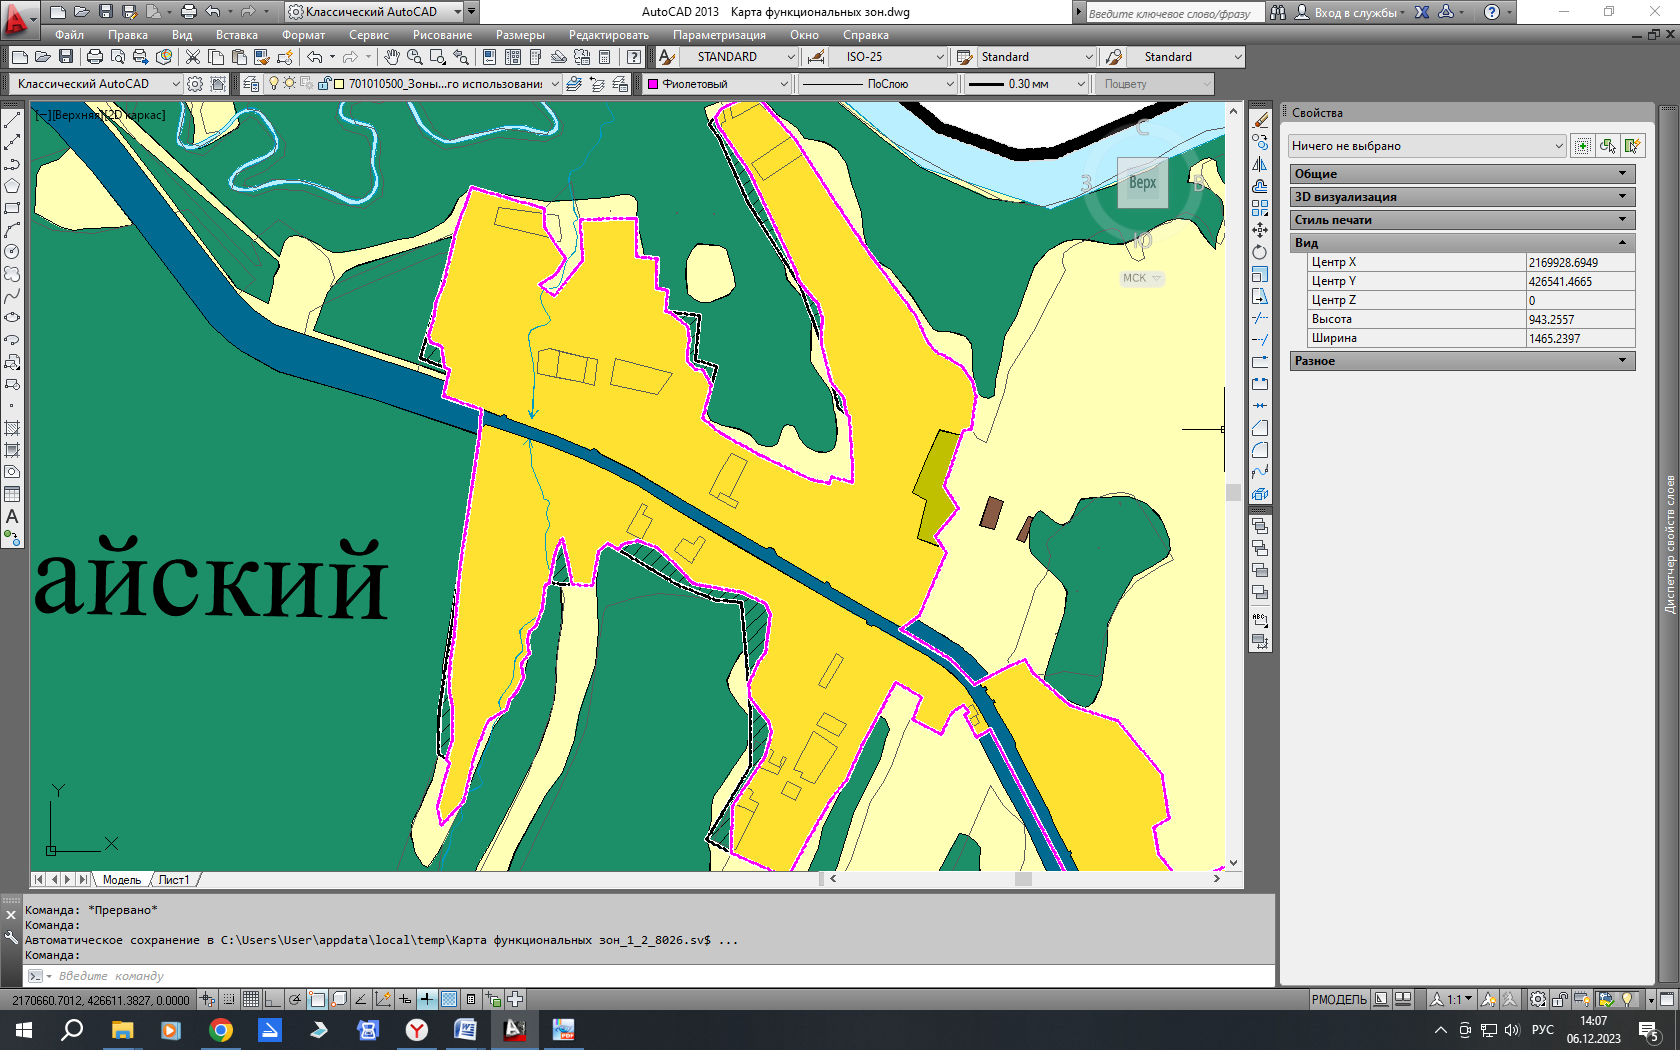 Классический AutoCAD
AutoCAD 2013 Карта функциональных зон.dwg
Введите ключевое слово/фразу
Вход в службы
Файл Правка Вид Вставка Формат Сервис Рисование Размеры Редактировать Параметризация Окно Справка
STANDARD ISO-25 Standard Standard
Классический AutoCAD 701010500_Зоны...го использования Фиолетовый ПоСлою 0.30 мм Поцвету
[−][Верхняя][2D каркас]
С
З Верх В
Ю
МСК
айский
Y
X
Модель Лист1
Свойства
Ничего не выбрано
Общие
3D визуализация
Стиль печати
Вид
Центр X 2169928.6949
Центр Y 426541.4665
Центр Z 0
Высота 943.2557
Ширина 1465.2397
Разное
Диспетчер свойств слоев
Команда: *Прервано*
Команда:
Автоматическое сохранение в C:\Users\User\appdata\local\temp\Карта функциональных зон_1_2_8026.sv$ ...
Команда:
Введите команду
2170660.7012, 426611.3827, 0.0000
РМОДЕЛЬ 1:1
РУС
14:07
06.12.2023
5